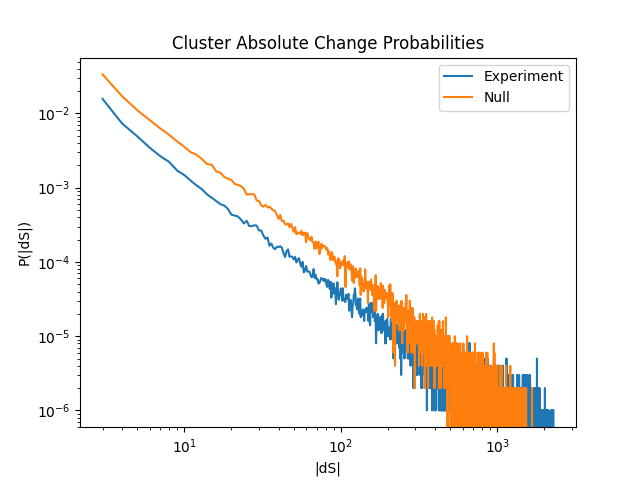 Cluster Absolute Change Probabilities
Experiment
Null
P(|dS|)
10⁻²
10⁻³
10⁻⁴
10⁻⁵
10⁻⁶
10¹
10²
10³
|dS|